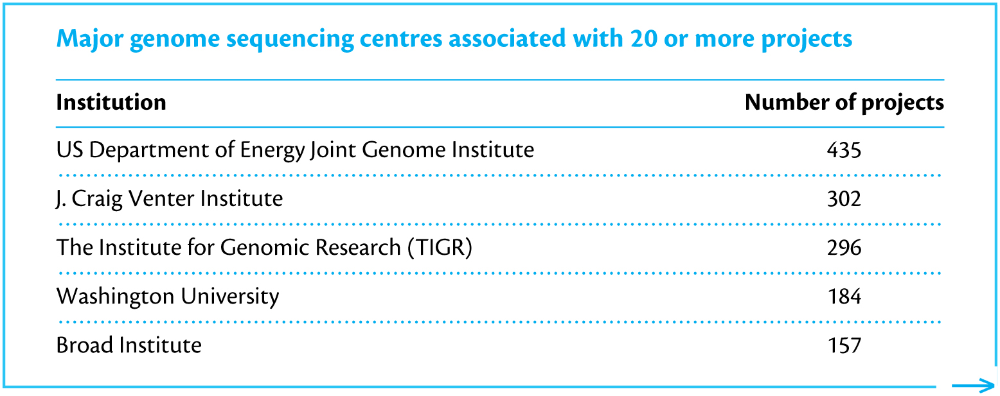 Major genome sequencing centres associated with 20 or more projects
Institution Number of projects
US Department of Energy Joint Genome Institute 435
J. Craig Venter Institute 302
The Institute for Genomic Research (TIGR) 296
Washington University 184
Broad Institute 157